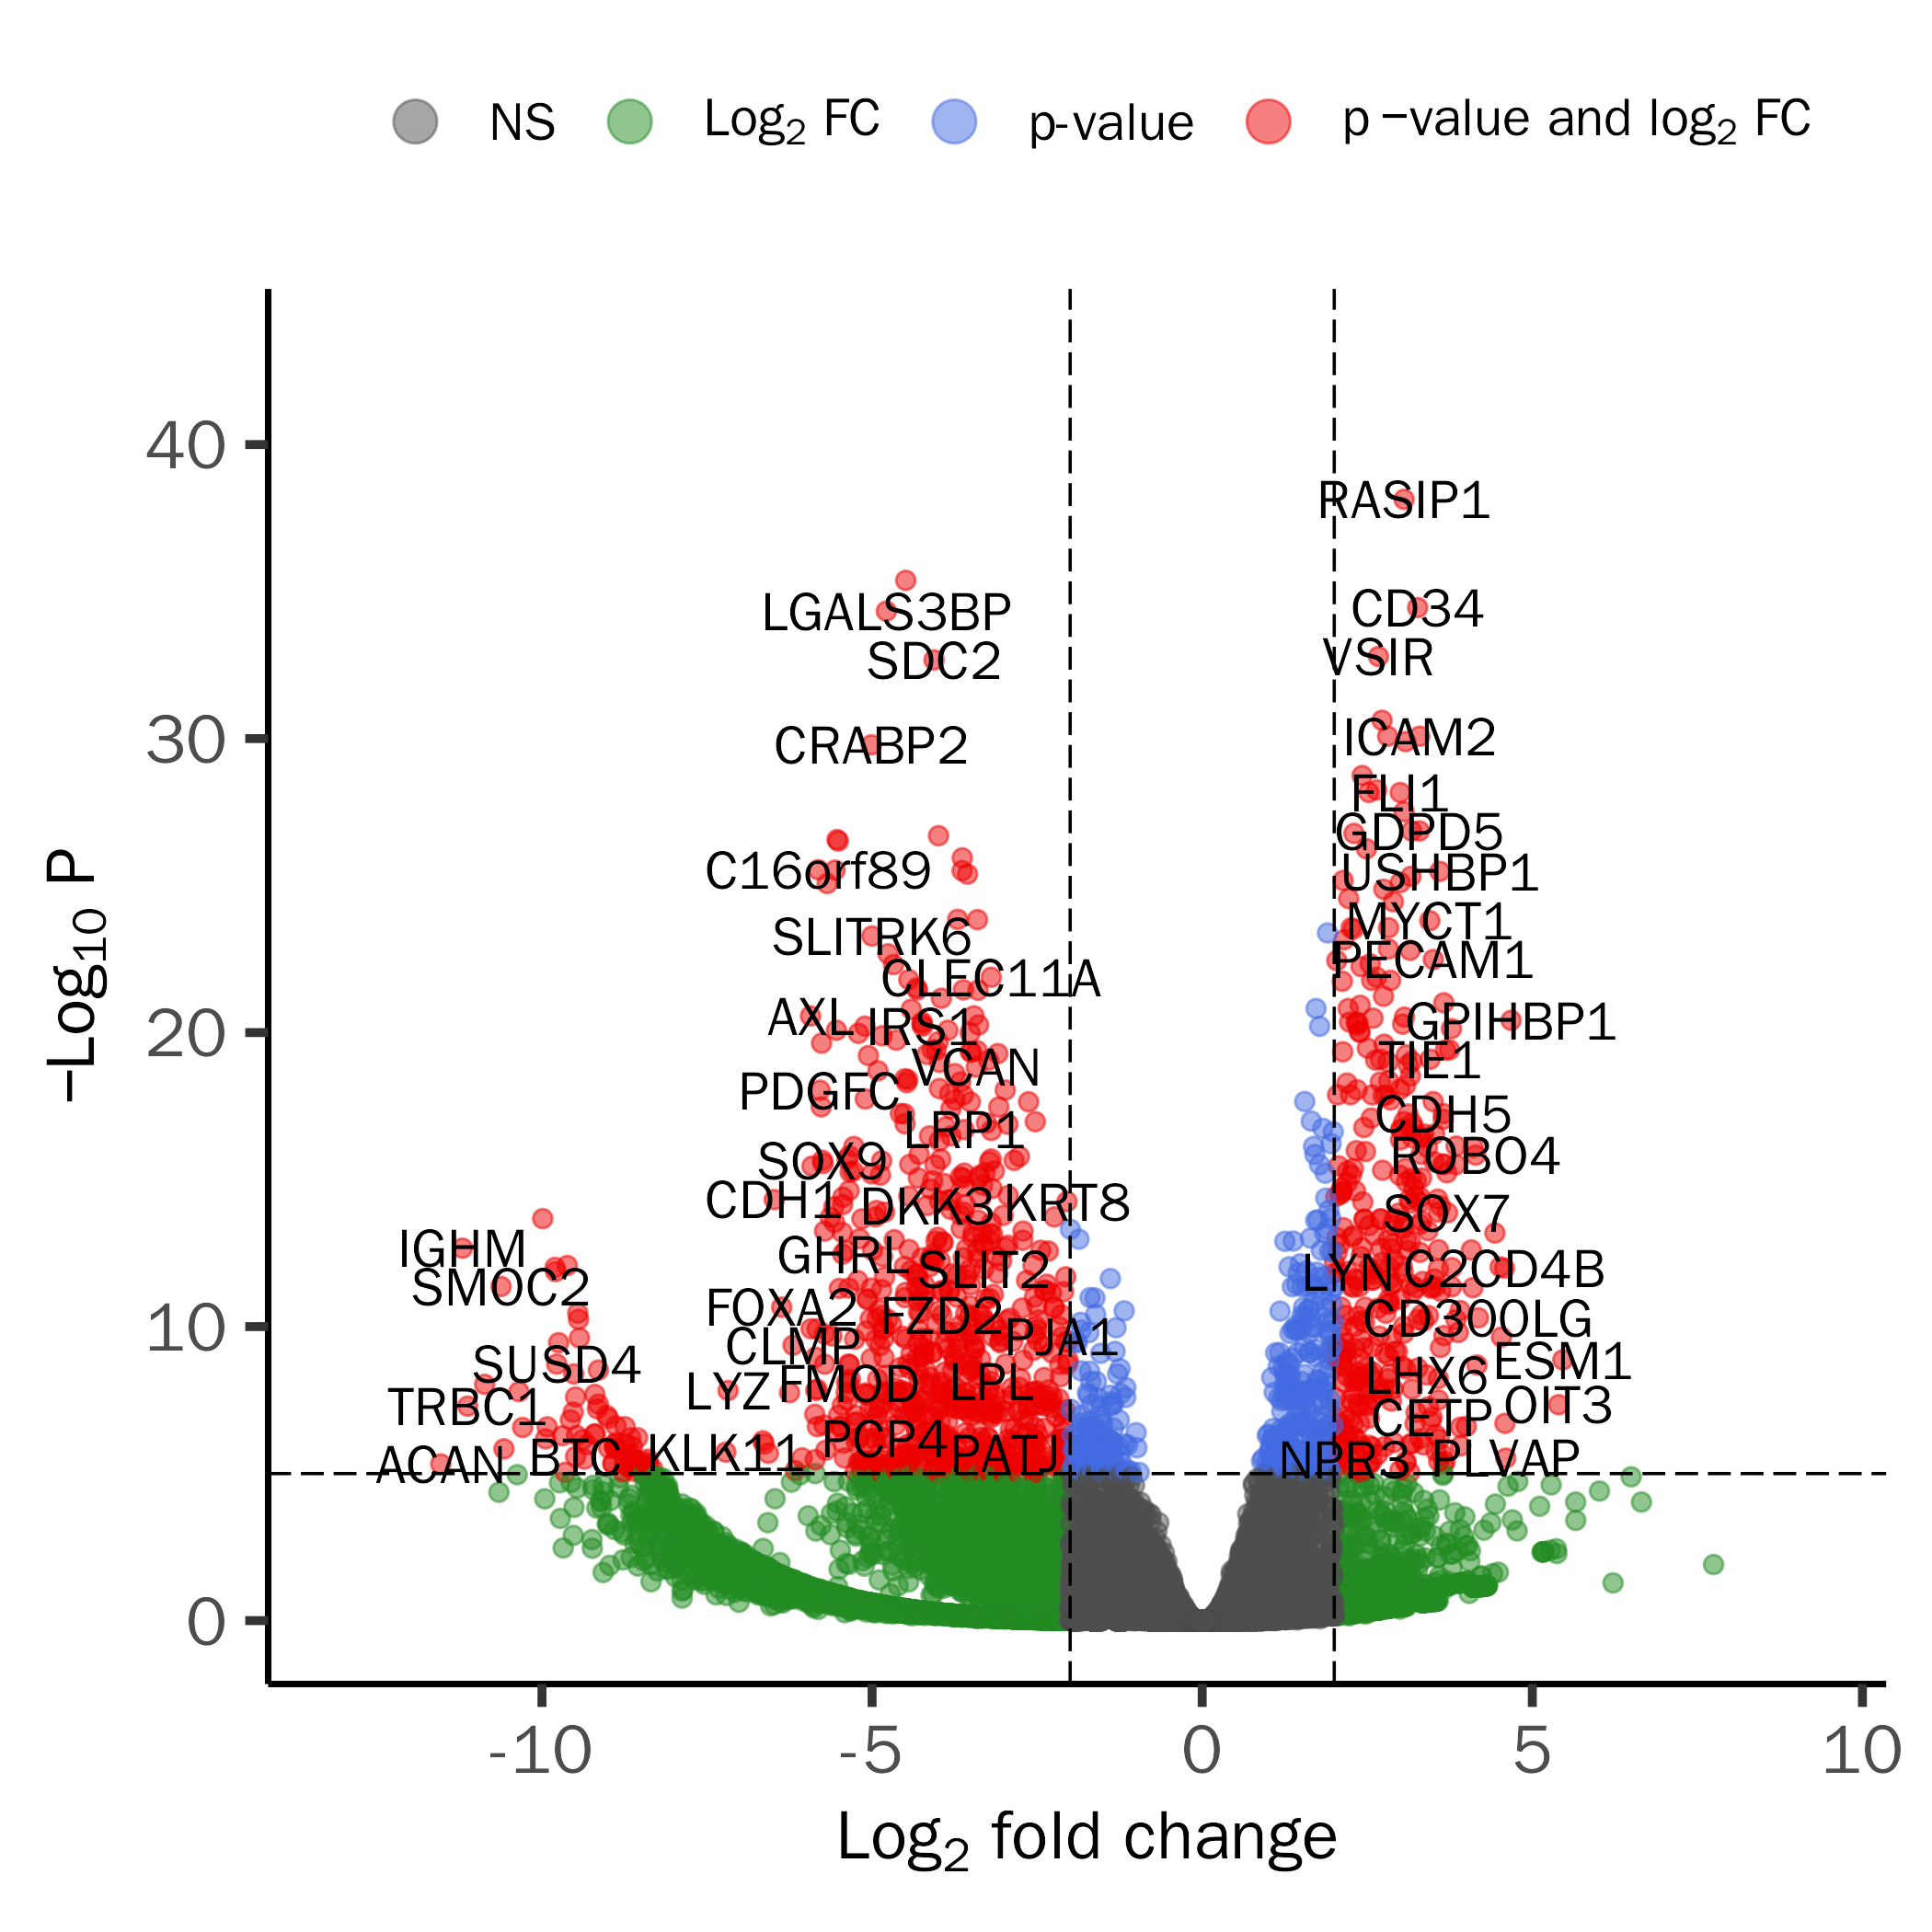 NS Log2 FC p-value p −value and log2 FC
−Log10 P
40
30
20
10
0
RASIP1
LGALS3BP CD34
SDC2 VSIR
CRABP2 ICAM2
FLI1
GDPD5
C16orf89 USHBP1
SLITRK6 MYCT1
CLEC11A PECAM1
AXL IRS1 GPIHBP1
VCAN TIE1
PDGFC CDH5
LRP1
SOX9 ROBO4
CDH1 DKK3 KRT8 SOX7
IGHM GHRL SLIT2 LYN C2CD4B
SMOC2 FOXA2 FZD2 CD300LG
CLMP PJA1
SUSD4 LYZ FMOD LPL LHX6 ESM1
TRBC1 CETP OIT3
ACAN BTC KLK11 PCP4 PATJ NPR3 PLVAP
-10 -5 0 5 10
Log2 fold change